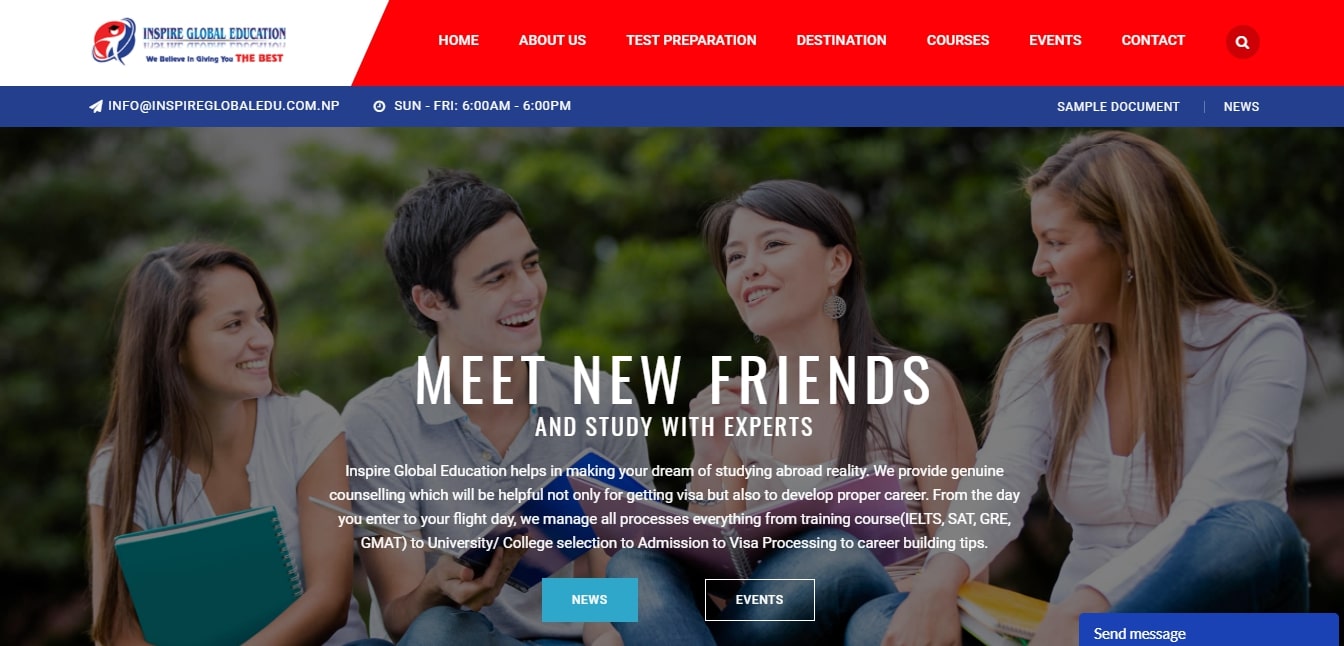 INSPIRE GLOBAL EDUCATION
We Believe in Giving You THE BEST
HOME ABOUT US TEST PREPARATION DESTINATION COURSES EVENTS CONTACT
INFO@INSPIREGLOBALEDU.COM.NP SUN - FRI: 6:00AM - 6:00PM SAMPLE DOCUMENT NEWS
MEET NEW FRIENDS
AND STUDY WITH EXPERTS
Inspire Global Education helps in making your dream of studying abroad reality. We provide genuine
counselling which will be helpful not only for getting visa but also to develop proper career. From the day
you enter to your flight day, we manage all processes everything from training course(IELTS, SAT, GRE,
GMAT) to University/ College selection to Admission to Visa Processing to career building tips.
NEWS EVENTS
Send message